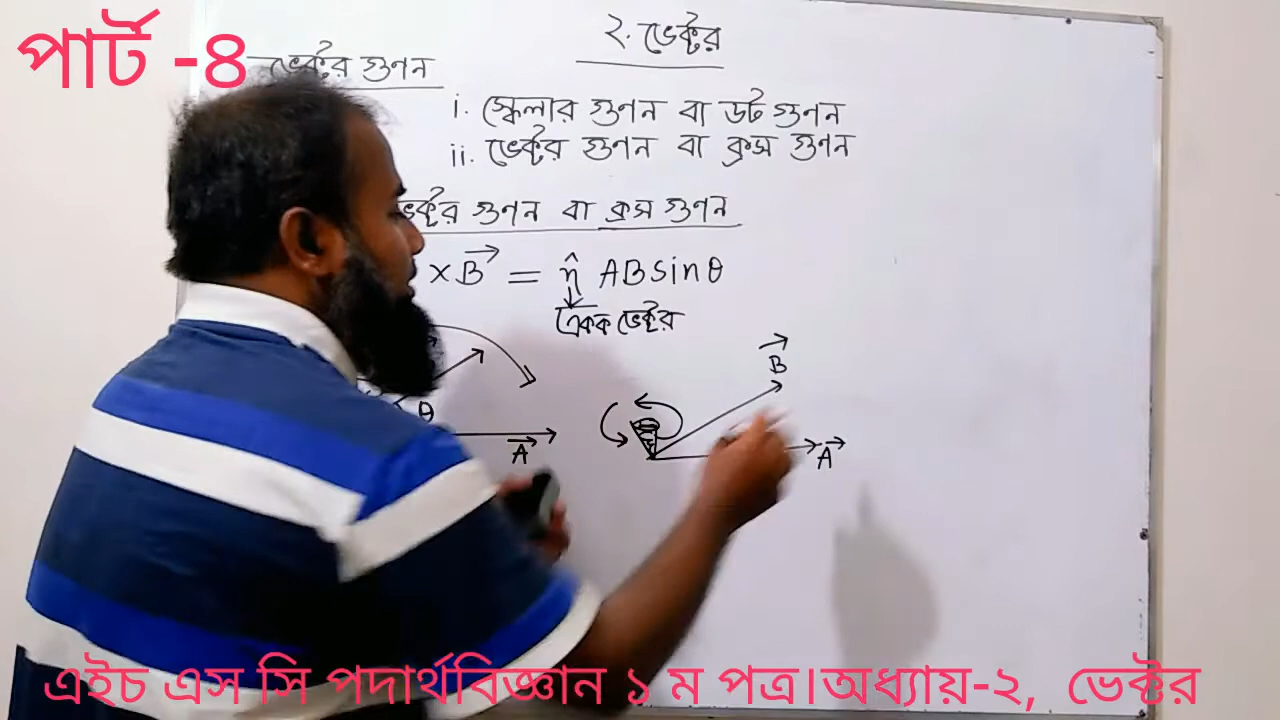 পার্ট -৪
২. ভেক্টর
ভেক্টর গুণন
i. স্কেলার গুণন বা ডট গুণন
ii. ভেক্টর গুণন বা ক্রস গুণন
ভেক্টর গুণন বা ক্রস গুণন
× B⃗ = η̂ ABsinθ
একক ভেক্টর
B⃗
θ
A⃗
A⃗
এইচ এস সি পদার্থবিজ্ঞান ১ ম পত্র।অধ্যায়-২, ভেক্টর